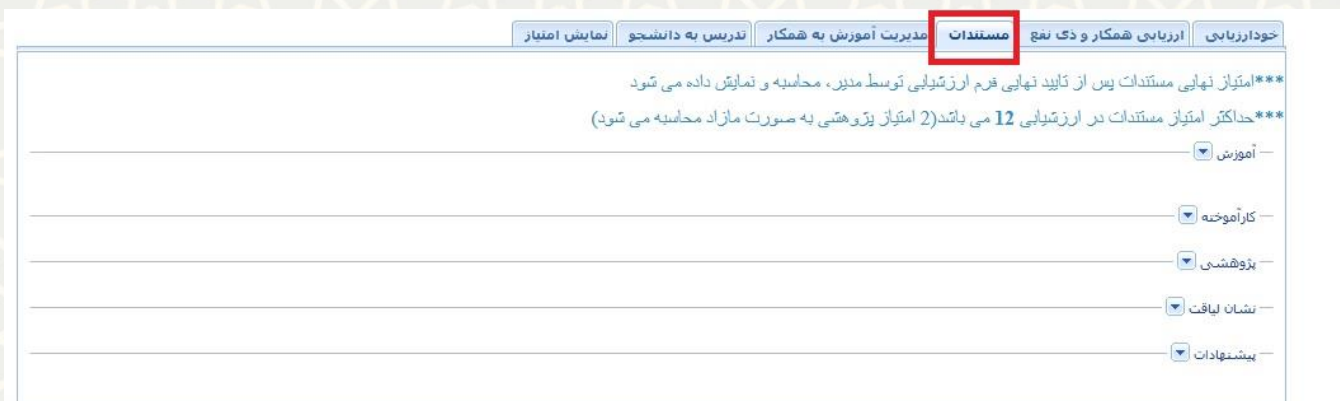 خودارزیابی ارزیابی همکار و ذی نفع مستندات مدیریت آموزش به همکار تدریس به دانشجو نمایش امتیاز
***امتیاز نهایی مستندات پس از تایید نهایی فرم ارزشیابی توسط مدیر، محاسبه و نمایش داده می شود
***حداکثر امتیاز مستندات در ارزشیابی 12 می باشد(2 امتیاز پژوهشی به صورت مازاد محاسبه می شود)
آموزش
کارآموخته
پژوهشی
نشان لیاقت
پیشنهادات